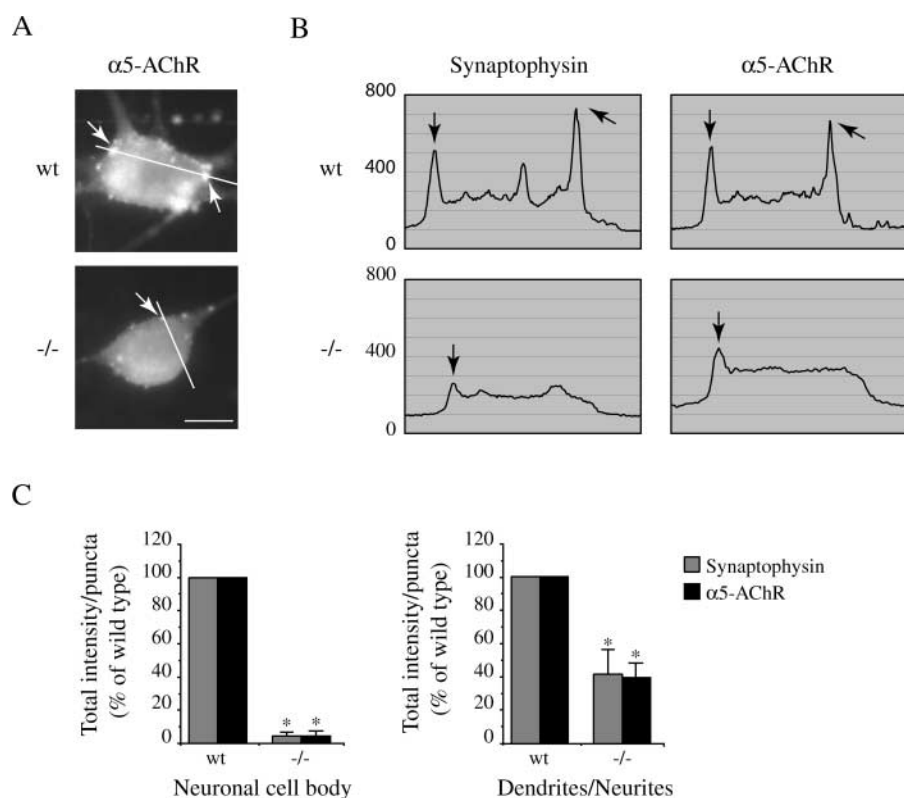 A
α5-AChR
wt
-/-
B
Synaptophysin
α5-AChR
wt
800
400
0
-/-
800
400
0
C
Total intensity/puncta
(% of wild type)
120
100
80
60
40
20
0
* *
wt
-/-
Neuronal cell body
Total intensity/puncta
(% of wild type)
120
100
80
60
40
20
0
* *
wt
-/-
Dendrites/Neurites
Synaptophysin
α5-AChR